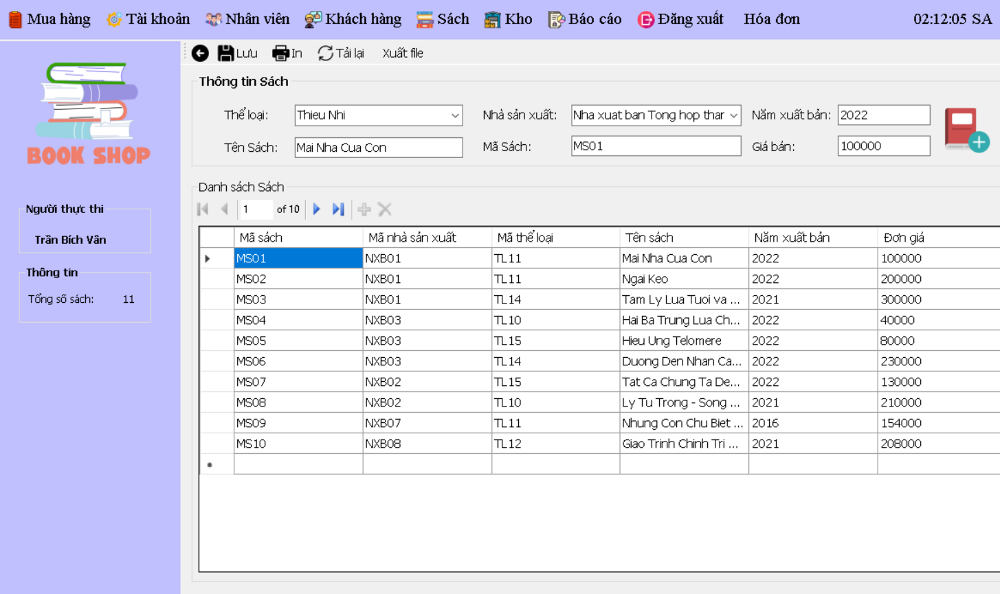 Mua hàng Tài khoản Nhân viên Khách hàng Sách Kho Báo cáo Đăng xuất Hóa đơn 02:12:05 SA
Lưu In Tải lại Xuất file
BOOK SHOP
Người thực thi
Trần Bích Vân
Thông tin
Tổng số sách: 11
Thông tin Sách
Thể loại: Thieu Nhi Nhà sản xuất: Nha xuat ban Tong hop thar Năm xuất bản: 2022
Tên Sách: Mai Nha Cua Con Mã Sách: MS01 Giá bán: 100000
Danh sách Sách
1 of 10
Mã sách Mã nhà sản xuất Mã thể loại Tên sách Năm xuất bản Đơn giá
MS01 NXB01 TL11 Mai Nha Cua Con 2022 100000
MS02 NXB01 TL11 Ngai Keo 2022 200000
MS03 NXB01 TL14 Tam Ly Lua Tuoi va ... 2021 300000
MS04 NXB03 TL10 Hai Ba Trung Lua Ch... 2022 40000
MS05 NXB03 TL15 Hieu Ung Telomere 2022 80000
MS06 NXB03 TL14 Duong Den Nhan Ca... 2022 230000
MS07 NXB02 TL15 Tat Ca Chung Ta De... 2022 130000
MS08 NXB02 TL10 Ly Tu Trong - Song ... 2021 210000
MS09 NXB07 TL11 Nhung Con Chu Biet ... 2016 154000
MS10 NXB08 TL12 Giao Trinh Chinh Tri ... 2021 208000